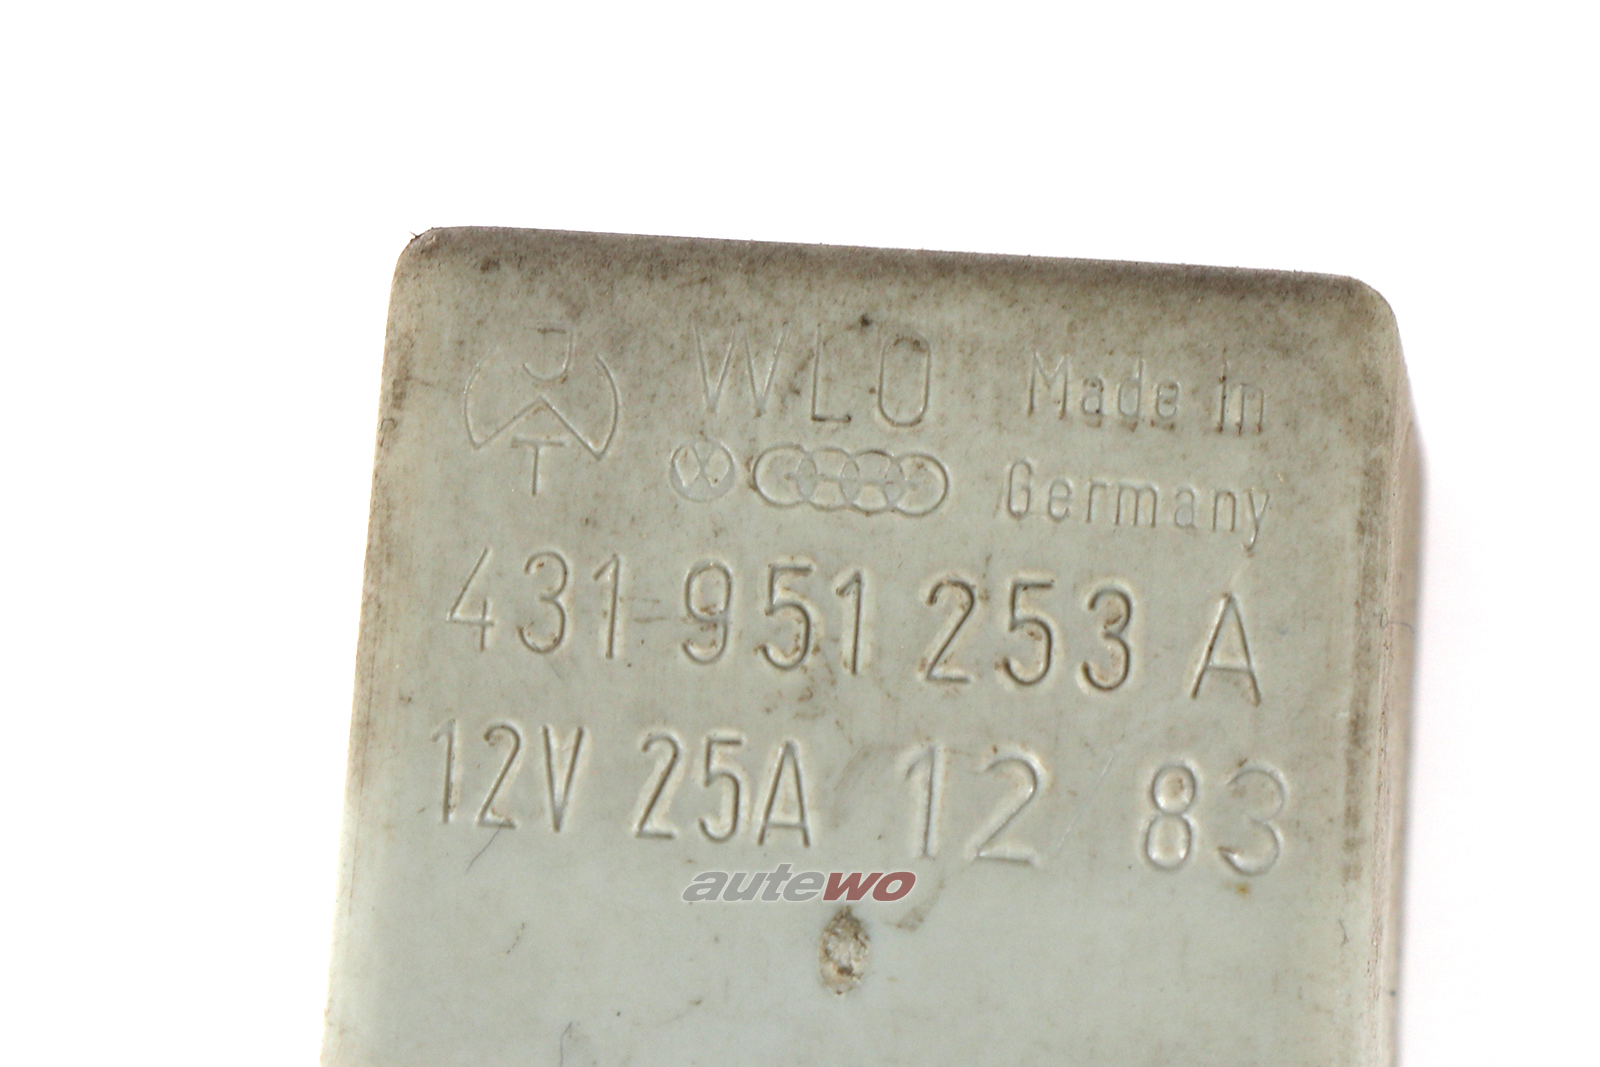 J
T
WLO
Made in
Germany
431 951 253 A
12V 25A 12 83
autewo